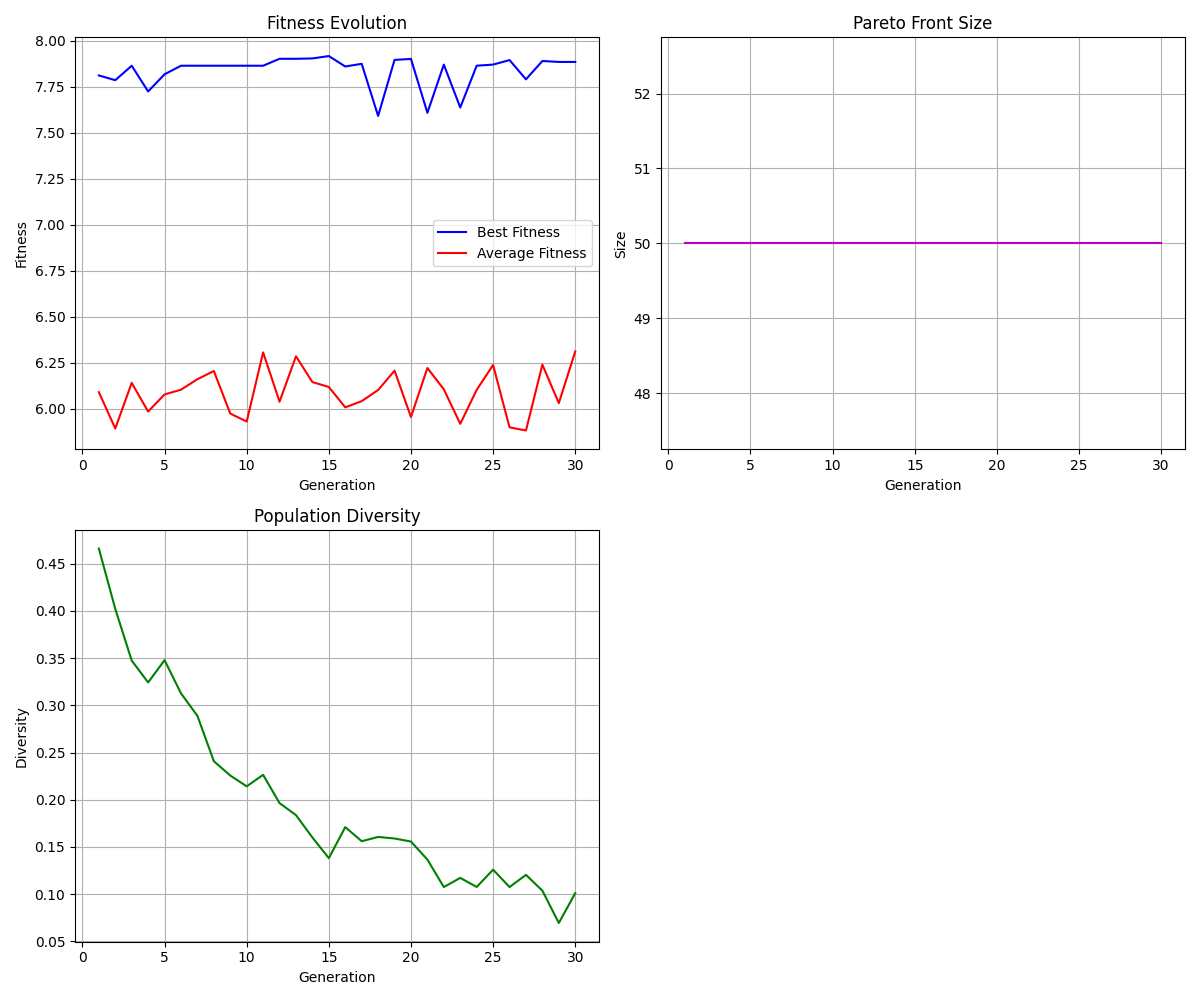 Fitness Evolution
8.00
7.75
7.50
7.25
7.00
6.75
6.50
6.25
6.00
Fitness
Best Fitness
Average Fitness
0 5 10 15 20 25 30
Generation
Pareto Front Size
52
51
50
49
48
Size
0 5 10 15 20 25 30
Generation
Population Diversity
0.45
0.40
0.35
0.30
0.25
0.20
0.15
0.10
0.05
Diversity
0 5 10 15 20 25 30
Generation